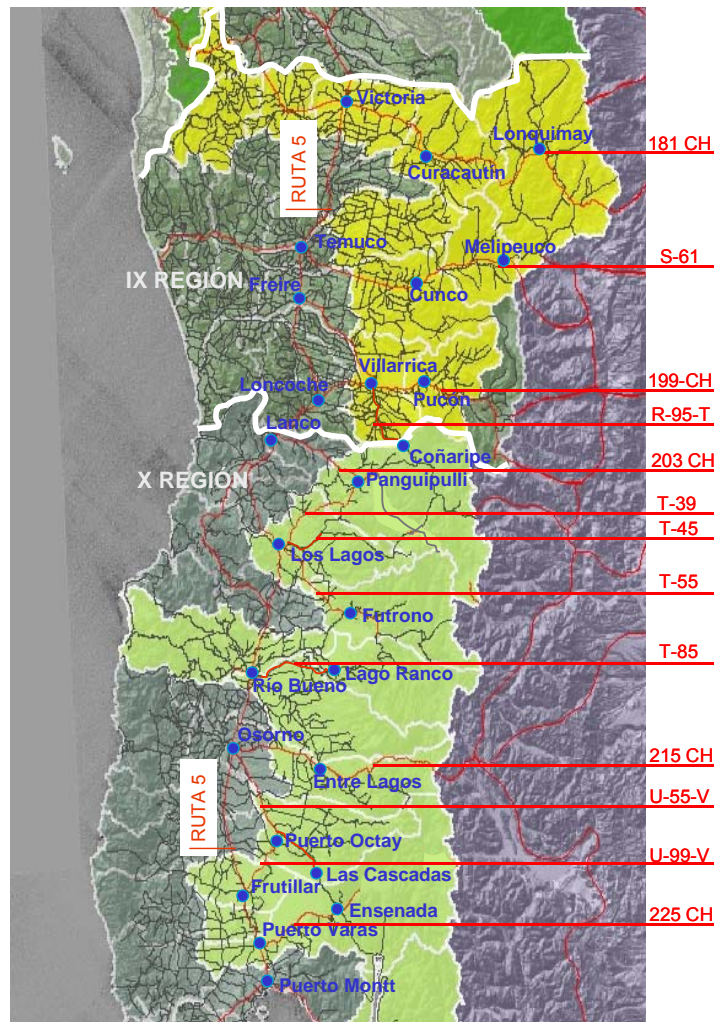 Victoria
RUTA 5
Lonquimay
181 CH
Curacautín
Temuco
Melipeuco
S-61
IX REGIÓN
Freire
Cunco
Villarrica
Loncoche
Pucón
199-CH
R-95-T
Lanco
Coñaripe
203 CH
X REGIÓN
Panguipulli
T-39
T-45
Los Lagos
T-55
Futrono
T-85
Lago Ranco
Río Bueno
Osorno
215 CH
Entre Lagos
RUTA 5
U-55-V
Puerto Octay
U-99-V
Las Cascadas
Frutillar
Ensenada
225 CH
Puerto Varas
Puerto Montt